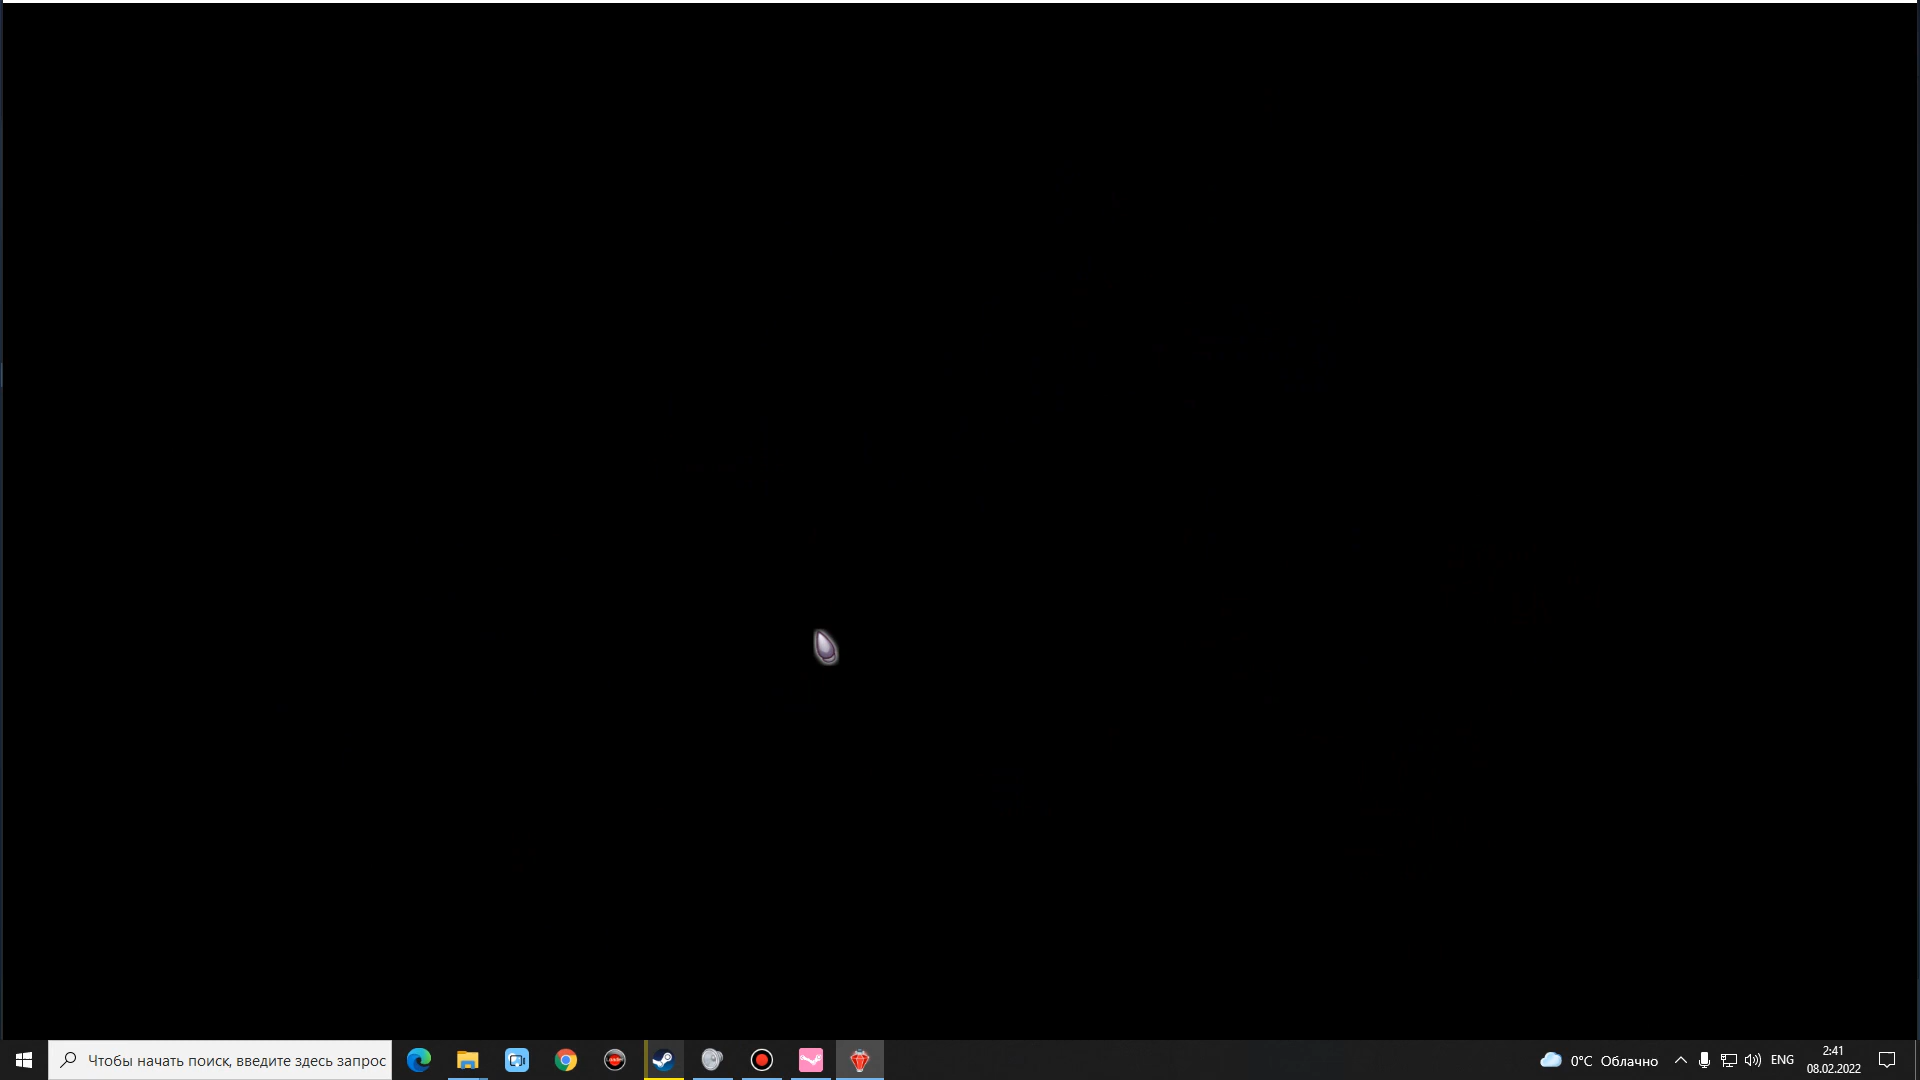 Чтобы начать поиск, введите здесь запрос
0°C Облачно
ENG
2:41
08.02.2022